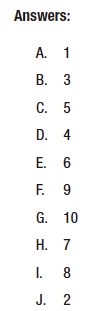 Answers:
A. 1
B. 3
C. 5
D. 4
E. 6
F. 9
G. 10
H. 7
I. 8
J. 2